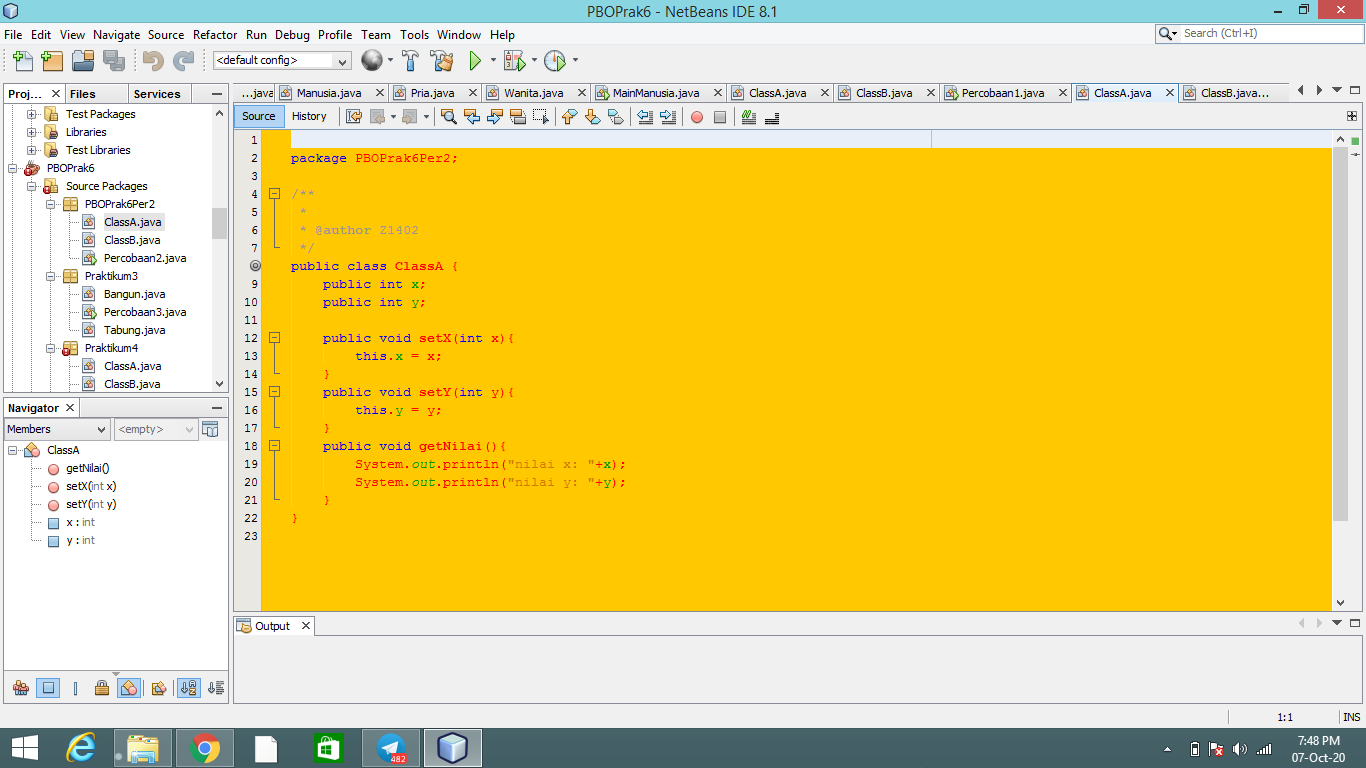 PBOPrak6 - NetBeans IDE 8.1
File Edit View Navigate Source Refactor Run Debug Profile Team Tools Window Help
Search (Ctrl+I)
<default config>
Proj... Files Services
Test Packages
Libraries
Test Libraries
PBOPrak6
Source Packages
PBOPrak6Per2
ClassA.java
ClassB.java
Percobaan2.java
Praktikum3
Bangun.java
Percobaan3.java
Tabung.java
Praktikum4
ClassA.java
ClassB.java
Navigator
Members <empty>
ClassA
getNilai()
setX(int x)
setY(int y)
x : int
y : int
...java Manusia.java Pria.java Wanita.java MainManusia.java ClassA.java ClassB.java Percobaan1.java ClassA.java ClassB.java...
Source History
1
2 package PBOPrak6Per2;
3
4 /**
5 *
6 * @author Z1402
7 */
public class ClassA {
9 public int x;
10 public int y;
11
12 public void setX(int x){
13 this.x = x;
14 }
15 public void setY(int y){
16 this.y = y;
17 }
18 public void getNilai(){
19 System.out.println("nilai x: "+x);
20 System.out.println("nilai y: "+y);
21 }
22 }
23
Output
1:1 INS
482
7:48 PM
07-Oct-20